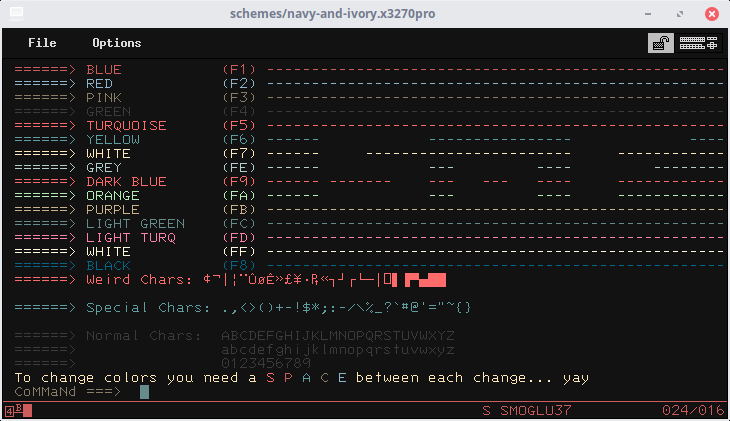 schemes/navy-and-ivory.x3270pro
File Options
======> BLUE (F1) ------------------------------------------------------
======> RED (F2) ------------------------------------------------------
======> PINK (F3) ------------------------------------------------------
======> GREEN (F4) ------------------------------------------------------
======> TURQUOISE (F5) ------- --------------------- --------------
======> YELLOW (F6) ------- --------------------- --------------
======> WHITE (F7) ------- --------------------- --------------
======> GREY (FE) ------- --- --- ---------
======> DARK BLUE (F9) ------- --- --- ---------
======> ORANGE (FA) ------- --- --- --------------
======> PURPLE (FB) ------- --- --- --------------
======> LIGHT GREEN (FC) ------------------------------------------------------
======> LIGHT TURQ (FD) ------------------------------------------------------
======> WHITE (FF) ------------------------------------------------------
======> BLACK (F8) ------------------------------------------------------
======> Weird Chars: ¢¬|¦¨ÛøÊ»£¥·
======> Special Chars: .,<>()+-!$*;:-/\%_?`#@'="~{}
======> Normal Chars: ABCDEFGHIJKLMNOPQRSTUVWXYZ
======> abcdefghijklmnopqrstuvwxyz
======> 0123456789
To change colors you need a S P A C E between each change... yay
CoMMaNd ===>
4B S SMOGLU37 024/016